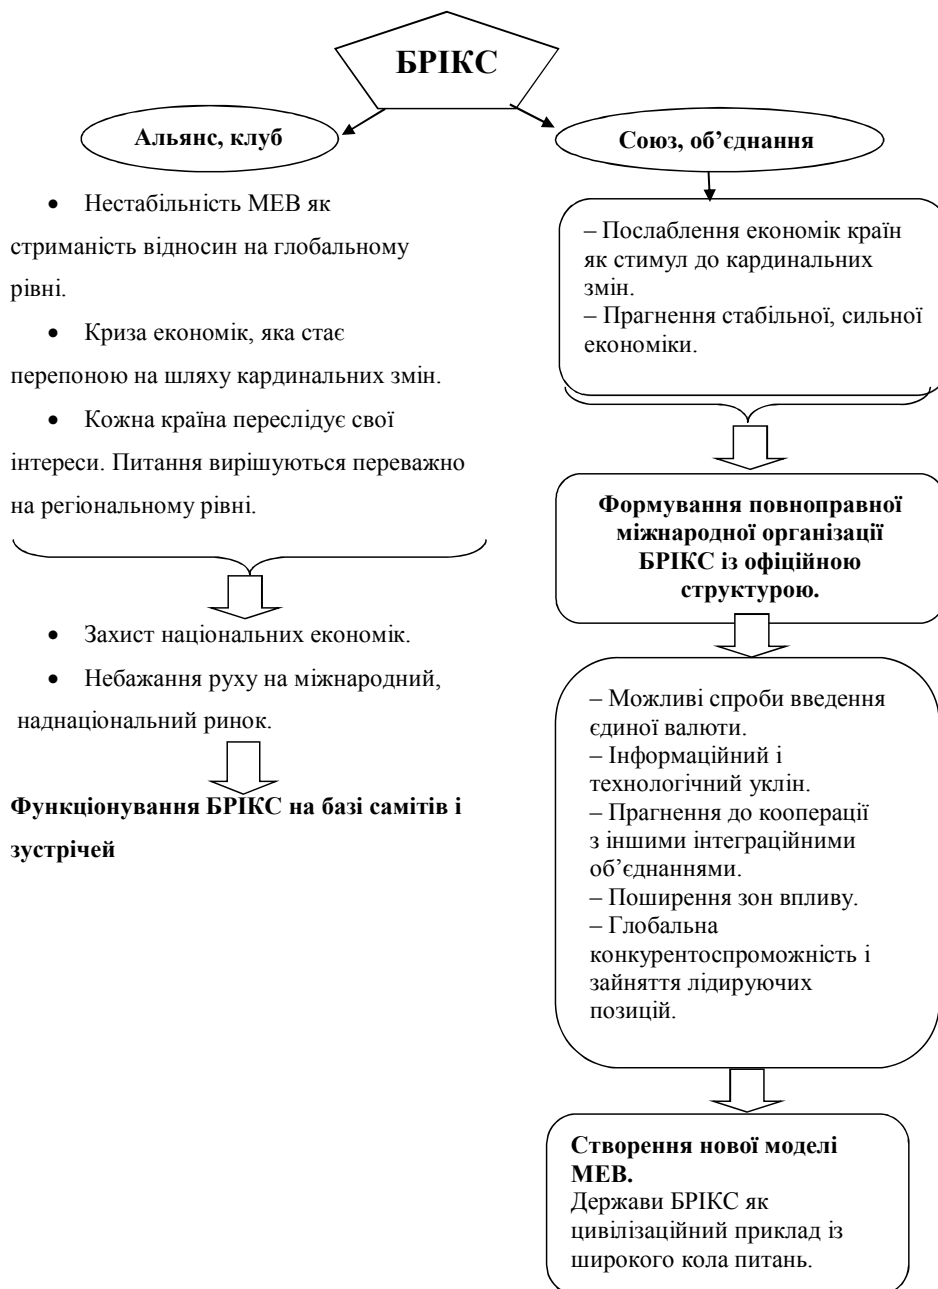 БРІКС
Альянс, клуб
• Нестабільність МЕВ як
стриманість відносин на глобальному
рівні.
• Криза економік, яка стає
перепоною на шляху кардинальних змін.
• Кожна країна переслідує свої
інтереси. Питання вирішуються переважно
на регіональному рівні.
• Захист національних економік.
• Небажання руху на міжнародний,
наднаціональний ринок.
Функціонування БРІКС на базі самітів і
зустрічей
Союз, об’єднання
– Послаблення економік країн
як стимул до кардинальних
змін.
– Прагнення стабільної, сильної
економіки.
Формування повноправної
міжнародної організації
БРІКС із офіційною
структурою.
– Можливі спроби введення
єдиної валюти.
– Інформаційний і
технологічний уклін.
– Прагнення до кооперації
з іншими інтеграційними
об’єднаннями.
– Поширення зон впливу.
– Глобальна
конкурентоспроможність і
зайняття лідируючих
позицій.
Створення нової моделі
МЕВ.
Держави БРІКС як
цивілізаційний приклад із
широкого кола питань.